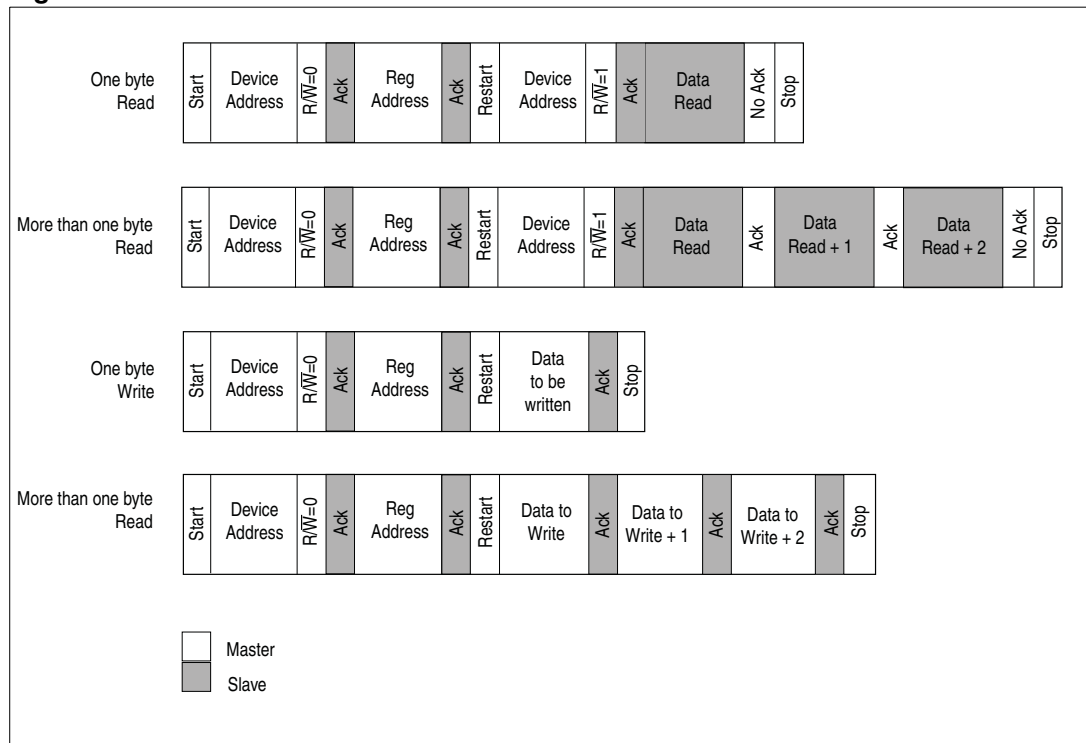 One byte
Read
Start
Device
Address
R/W̅=0
Ack
Reg
Address
Ack
Restart
Device
Address
R/W̅=1
Ack
Data
Read
No Ack
Stop
More than one byte
Read
Start
Device
Address
R/W̅=0
Ack
Reg
Address
Ack
Restart
Device
Address
R/W̅=1
Ack
Data
Read
Ack
Data
Read + 1
Ack
Data
Read + 2
No Ack
Stop
One byte
Write
Start
Device
Address
R/W̅=0
Ack
Reg
Address
Ack
Restart
Data
to be
written
Ack
Stop
More than one byte
Read
Start
Device
Address
R/W̅=0
Ack
Reg
Address
Ack
Restart
Data to
Write
Ack
Data to
Write + 1
Ack
Data to
Write + 2
Ack
Stop
Master
Slave